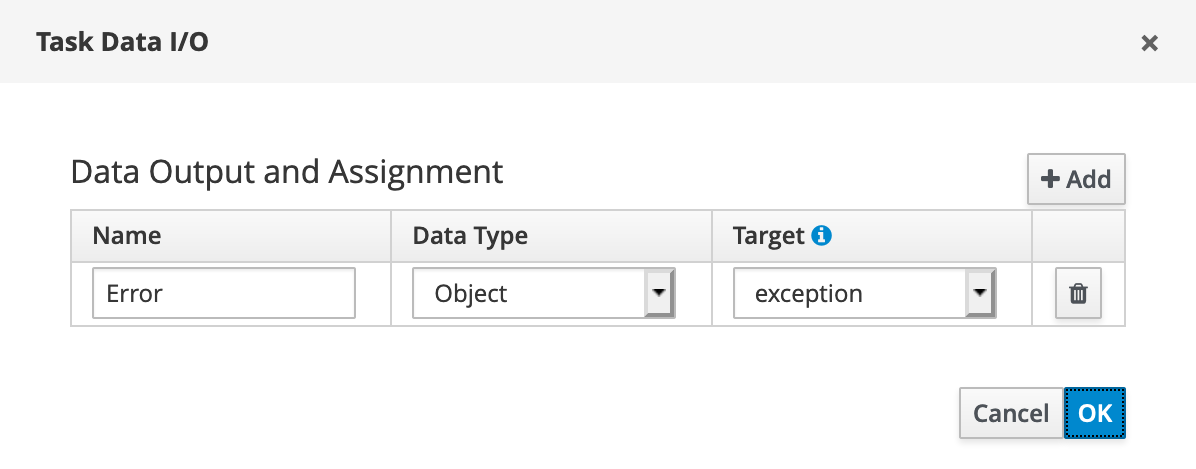 Task Data I/O
Data Output and Assignment
Add
Name Data Type Target
Error Object exception
Cancel OK